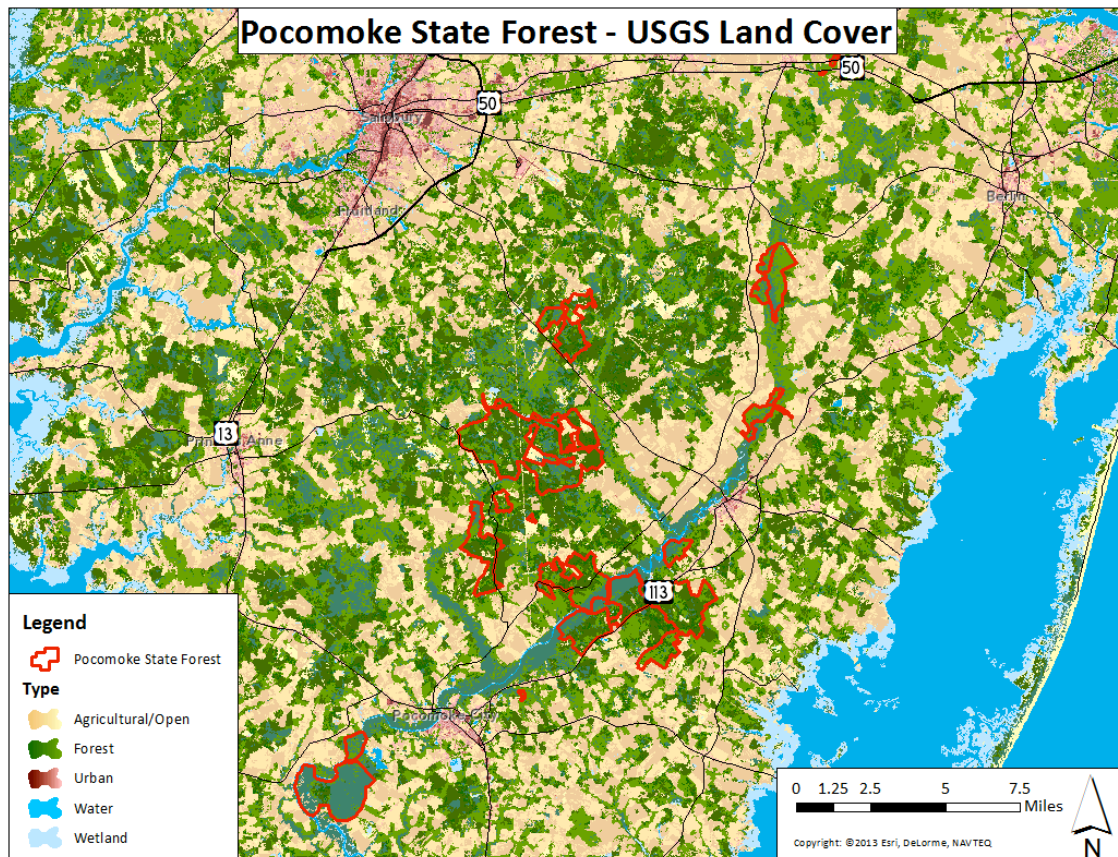 Pocomoke State Forest - USGS Land Cover
50
50
Salisbury
Fruitland
Berlin
13
Princess Anne
113
Pocomoke City
Legend
Pocomoke State Forest
Type
Agricultural/Open
Forest
Urban
Water
Wetland
0 1.25 2.5 5 7.5
Miles
Copyright: ©2013 Esri, DeLorme, NAVTEQ
N